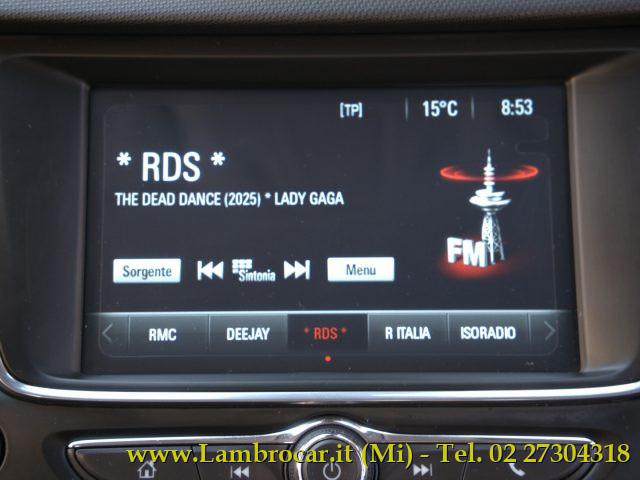 [TP] 15°C 8:53
* RDS *
THE DEAD DANCE (2025) * LADY GAGA
FM
Sorgente Sintonia Menu
RMC DEEJAY * RDS * R ITALIA ISORADIO
www.Lambrocar.it (Mi) - Tel. 02 27304318